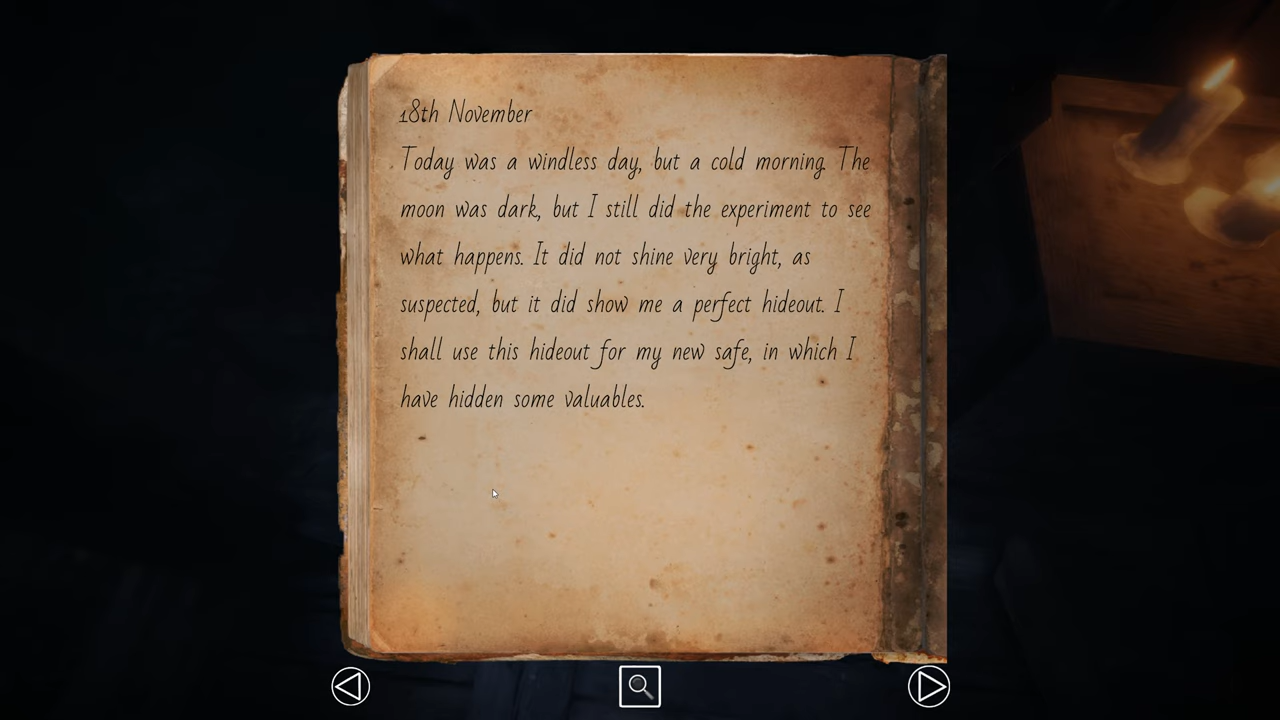 18th November
Today was a windless day, but a cold morning. The
moon was dark, but I still did the experiment to see
what happens. It did not shine very bright, as
suspected, but it did show me a perfect hideout. I
shall use this hideout for my new safe, in which I
have hidden some valuables.